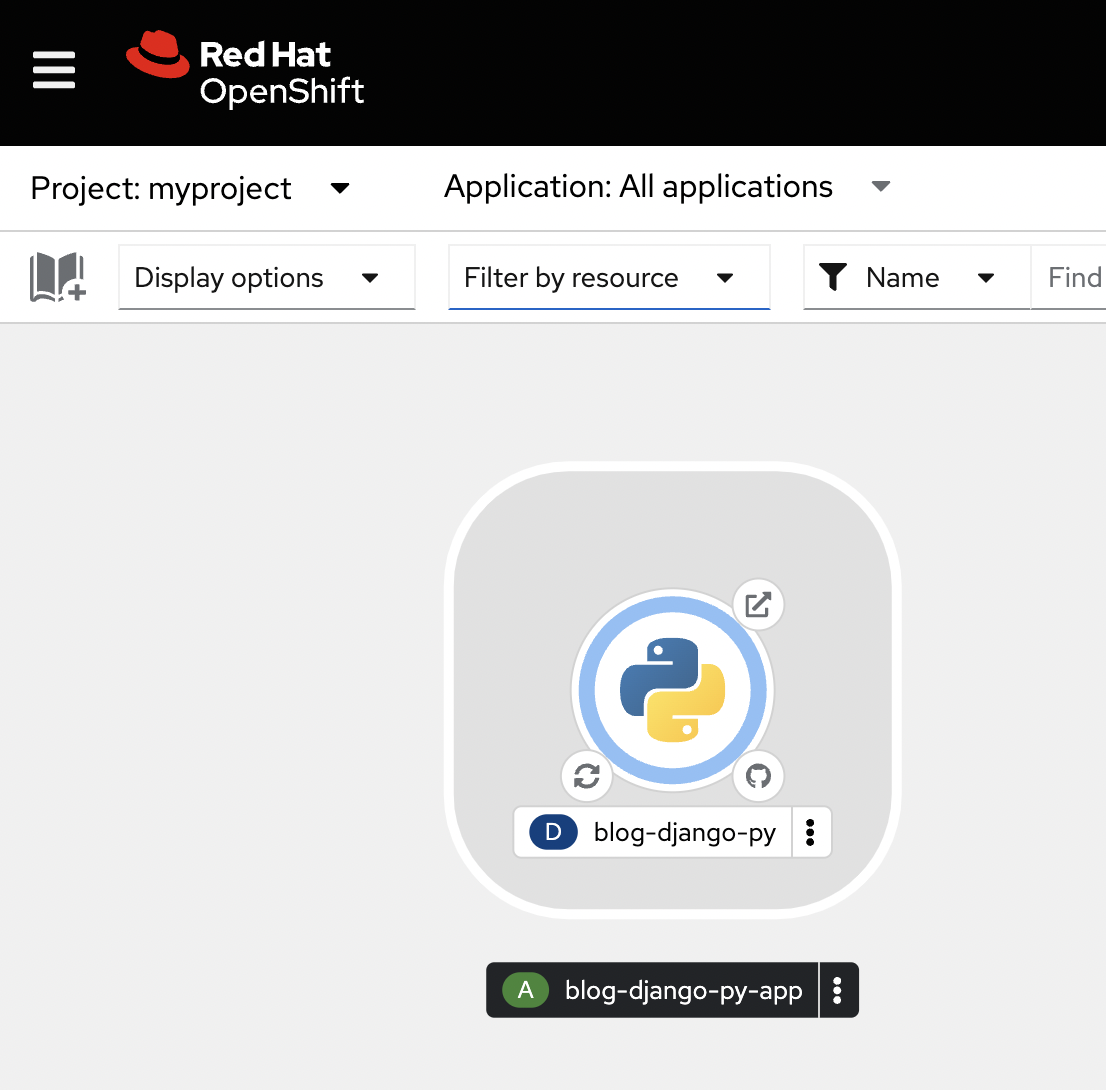 Red Hat
OpenShift
Project: myproject
Application: All applications
Display options
Filter by resource
Name
Find
D
blog-django-py
A
blog-django-py-app